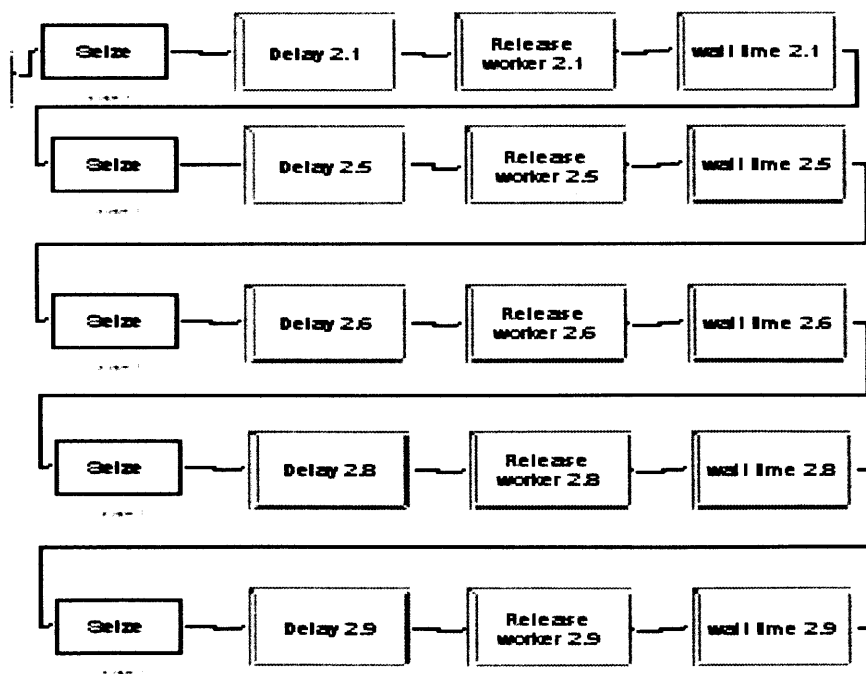 Seize
Delay 2.1
Release
worker 2.1
wait time 2.1
Seize
Delay 2.5
Release
worker 2.5
wait time 2.5
Seize
Delay 2.6
Release
worker 2.6
wait time 2.6
Seize
Delay 2.8
Release
worker 2.8
wait time 2.8
Seize
Delay 2.9
Release
worker 2.9
wait time 2.9